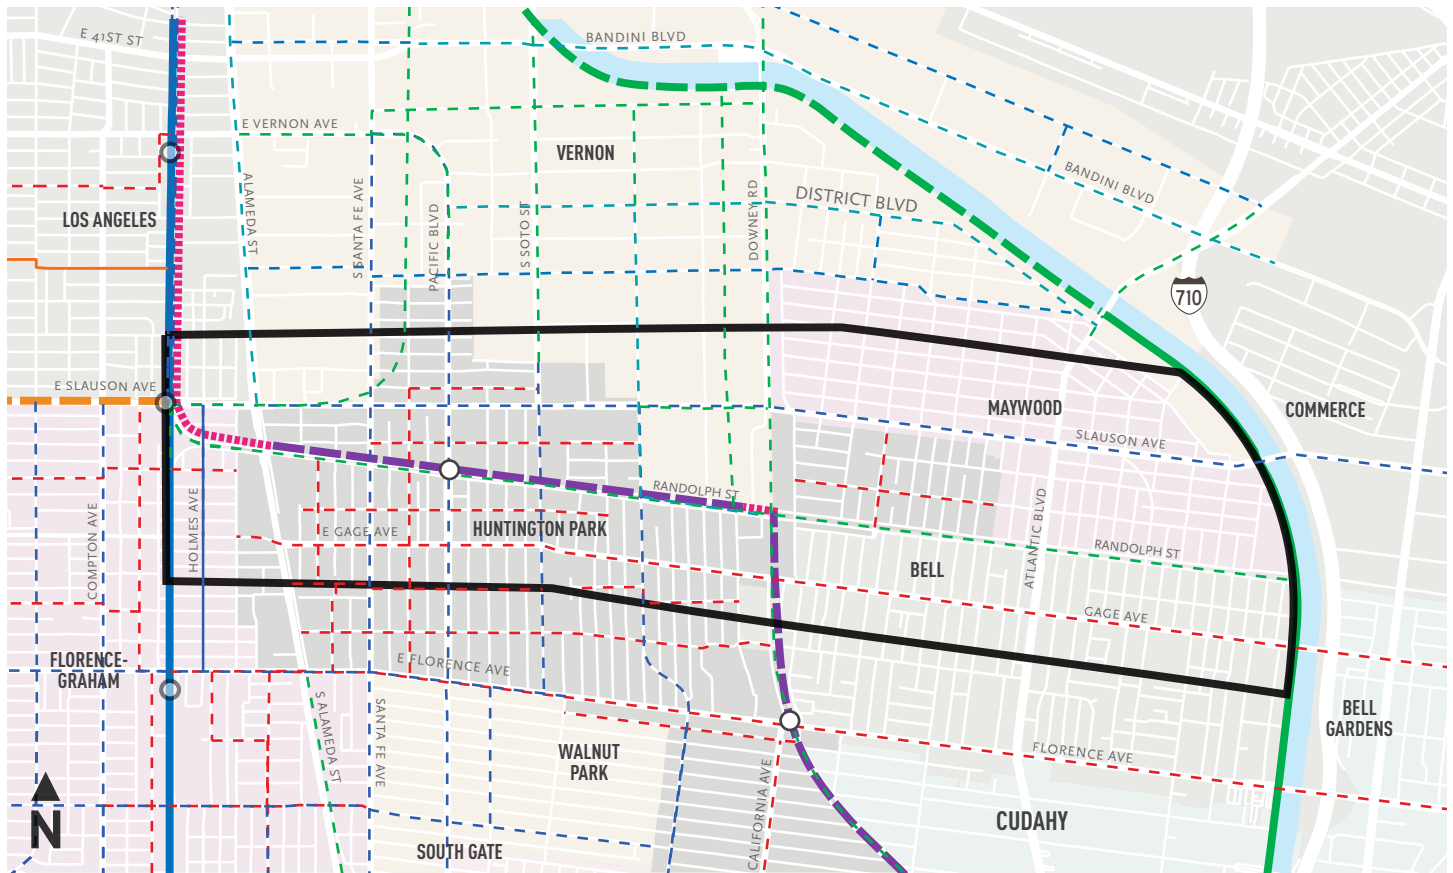 E 41ST ST
BANDINI BLVD
E VERNON AVE
VERNON
BANDINI BLVD
LOS ANGELES
ALAMEDA ST
S SANTA FE AVE
PACIFIC BLVD
S SOTO ST
DOWNEY RD
DISTRICT BLVD
710
E SLAUSON AVE
MAYWOOD
COMMERCE
SLAUSON AVE
RANDOLPH ST
COMPTON AVE
HOLMES AVE
E GAGE AVE
HUNTINGTON PARK
BELL
ATLANTIC BLVD
RANDOLPH ST
GAGE AVE
FLORENCE-
GRAHAM
E FLORENCE AVE
S ALAMEDA ST
SANTA FE AVE
WALNUT
PARK
CALIFORNIA AVE
FLORENCE AVE
BELL
GARDENS
CUDAHY
SOUTH GATE
N